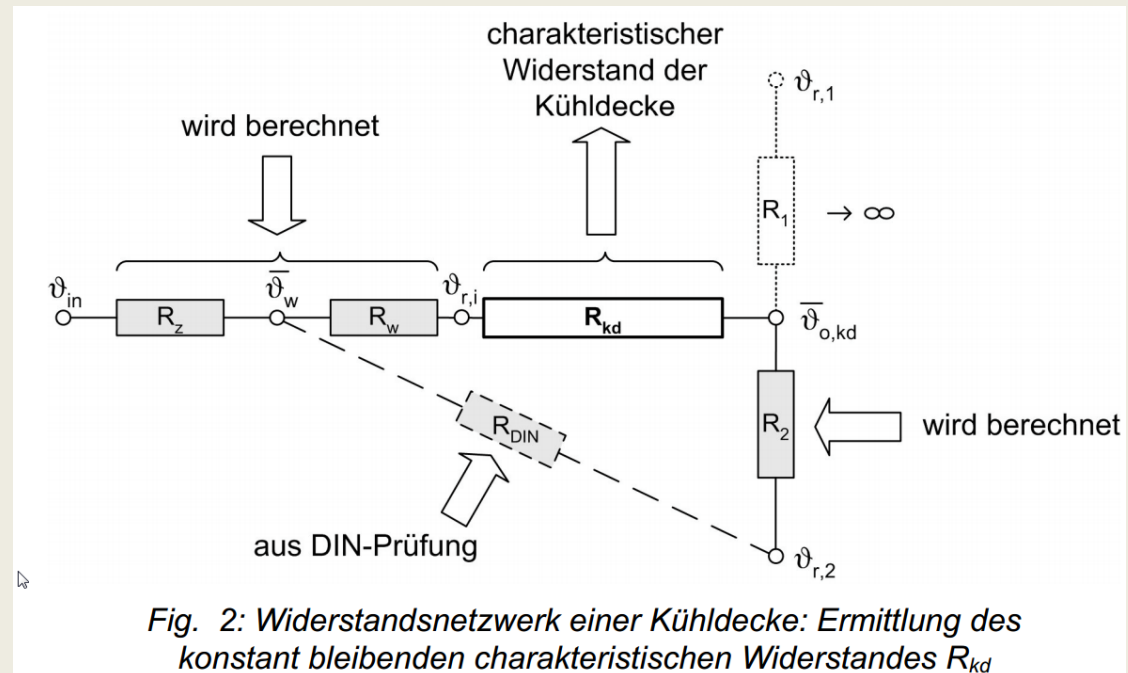 charakteristischer
Widerstand der
Kühldecke
ϑr,1
wird berechnet
R1 → ∞
ϑin
ϑ̅w
ϑr,i
Rz
Rw
Rkd
ϑ̅o,kd
RDIN
R2
wird berechnet
aus DIN-Prüfung
ϑr,2
Fig. 2: Widerstandsnetzwerk einer Kühldecke: Ermittlung des
konstant bleibenden charakteristischen Widerstandes Rkd